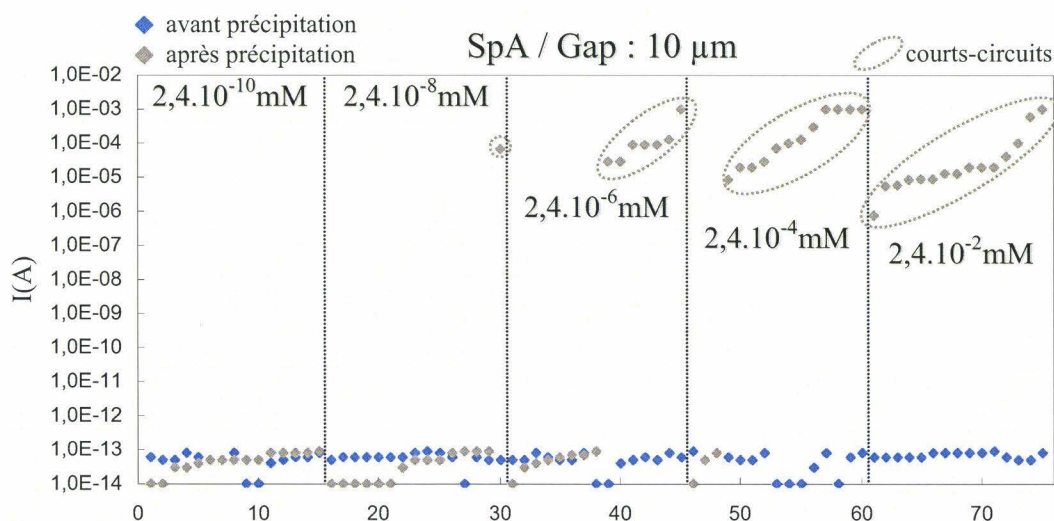 avant précipitation
après précipitation
SpA / Gap : 10 µm
courts-circuits
1,0E-02
1,0E-03
1,0E-04
1,0E-05
1,0E-06
1,0E-07
1,0E-08
1,0E-09
1,0E-10
1,0E-11
1,0E-12
1,0E-13
1,0E-14
I(A)
2,4.10⁻¹⁰mM
2,4.10⁻⁸mM
2,4.10⁻⁶mM
2,4.10⁻⁴mM
2,4.10⁻²mM
0 10 20 30 40 50 60 70